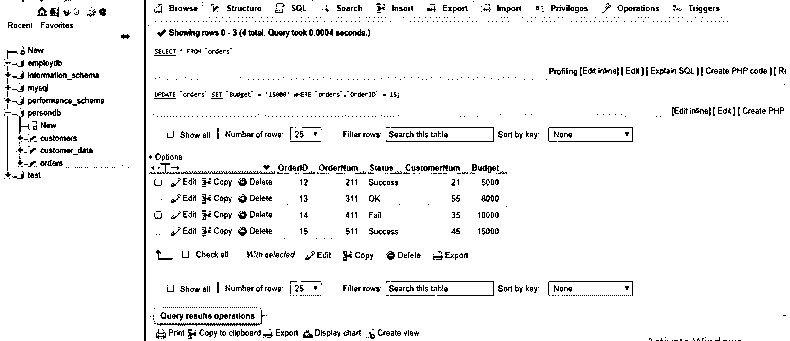 Browse Structure SQL Search Insert Export Import Privileges Operations Triggers
Recent Favorites
Showing rows 0 - 3 (4 total, Query took 0.0004 seconds.)
SELECT * FROM `orders`
New
employdb
information_schema
mysql
performance_schema
persondb
New
customers
customer_data
orders
test
Profiling [Edit inline] [ Edit ] [ Explain SQL ] [ Create PHP code ] [
UPDATE `orders` SET `Budget` = '15000' WHERE `orders`.`OrderID` = 15;
[Edit inline] [ Edit ] [ Create PHP
Show all Number of rows: 25 Filter rows: Search this table Sort by key: None
+ Options
OrderID OrderNum Status CustomerNum Budget
Edit Copy Delete 12 211 Success 21 5000
Edit Copy Delete 13 311 OK 55 8000
Edit Copy Delete 14 411 Fail 35 10000
Edit Copy Delete 15 511 Success 45 15000
Check all With selected Edit Copy Delete Export
Show all Number of rows: 25 Filter rows: Search this table Sort by key: None
Query results operations
Print Copy to clipboard Export Display chart Create view